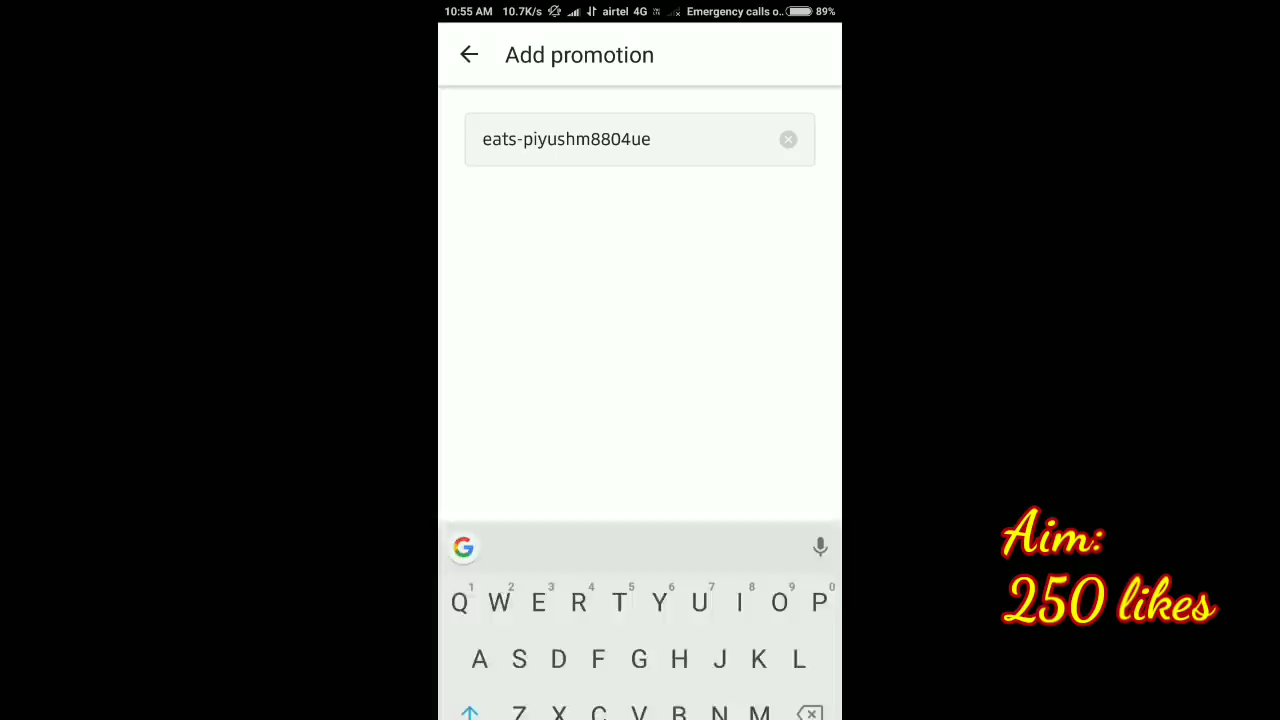 10:55 AM 10.7K/s airtel 4G Emergency calls o.. 89%
Add promotion
eats-piyushm8804ue
G
1 2 3 4 5 6 7 8 9 0
Q W E R T Y U I O P
A S D F G H J K L
Z X C V B N M
Aim:
250 likes